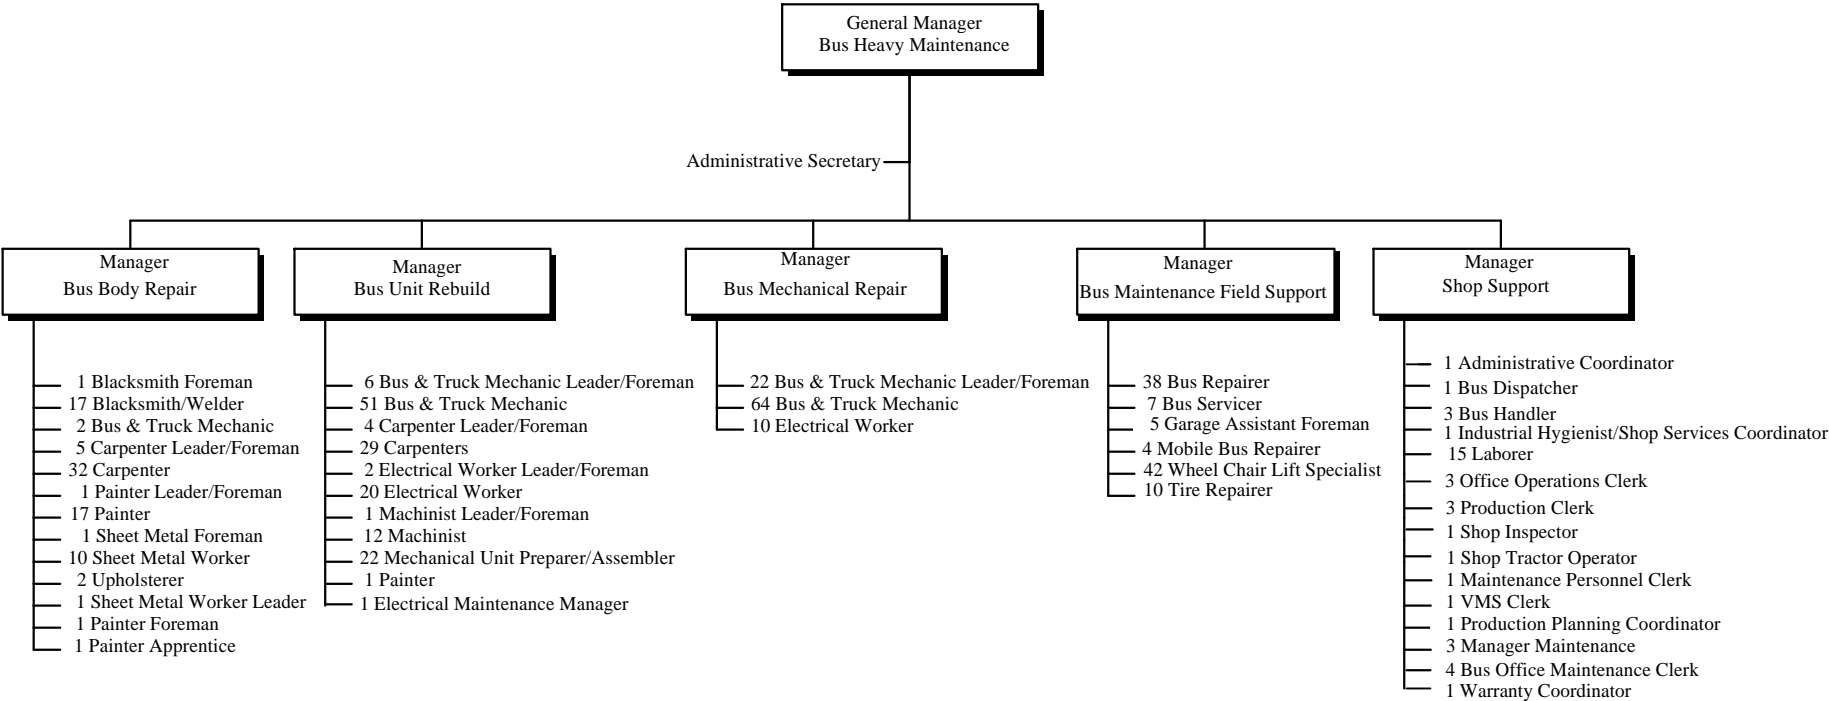 General Manager
Bus Heavy Maintenance
Administrative Secretary
Manager
Bus Body Repair
1 Blacksmith Foreman
17 Blacksmith/Welder
2 Bus & Truck Mechanic
5 Carpenter Leader/Foreman
32 Carpenter
1 Painter Leader/Foreman
17 Painter
1 Sheet Metal Foreman
10 Sheet Metal Worker
2 Upholsterer
1 Sheet Metal Worker Leader
1 Painter Foreman
1 Painter Apprentice
Manager
Bus Unit Rebuild
6 Bus & Truck Mechanic Leader/Foreman
51 Bus & Truck Mechanic
4 Carpenter Leader/Foreman
29 Carpenters
2 Electrical Worker Leader/Foreman
20 Electrical Worker
1 Machinist Leader/Foreman
12 Machinist
22 Mechanical Unit Preparer/Assembler
1 Painter
1 Electrical Maintenance Manager
Manager
Bus Mechanical Repair
22 Bus & Truck Mechanic Leader/Foreman
64 Bus & Truck Mechanic
10 Electrical Worker
Manager
Bus Maintenance Field Support
38 Bus Repairer
7 Bus Servicer
5 Garage Assistant Foreman
4 Mobile Bus Repairer
42 Wheel Chair Lift Specialist
10 Tire Repairer
Manager
Shop Support
1 Administrative Coordinator
1 Bus Dispatcher
3 Bus Handler
1 Industrial Hygienist/Shop Services Coordinator
15 Laborer
3 Office Operations Clerk
3 Production Clerk
1 Shop Inspector
1 Shop Tractor Operator
1 Maintenance Personnel Clerk
1 VMS Clerk
1 Production Planning Coordinator
3 Manager Maintenance
4 Bus Office Maintenance Clerk
1 Warranty Coordinator